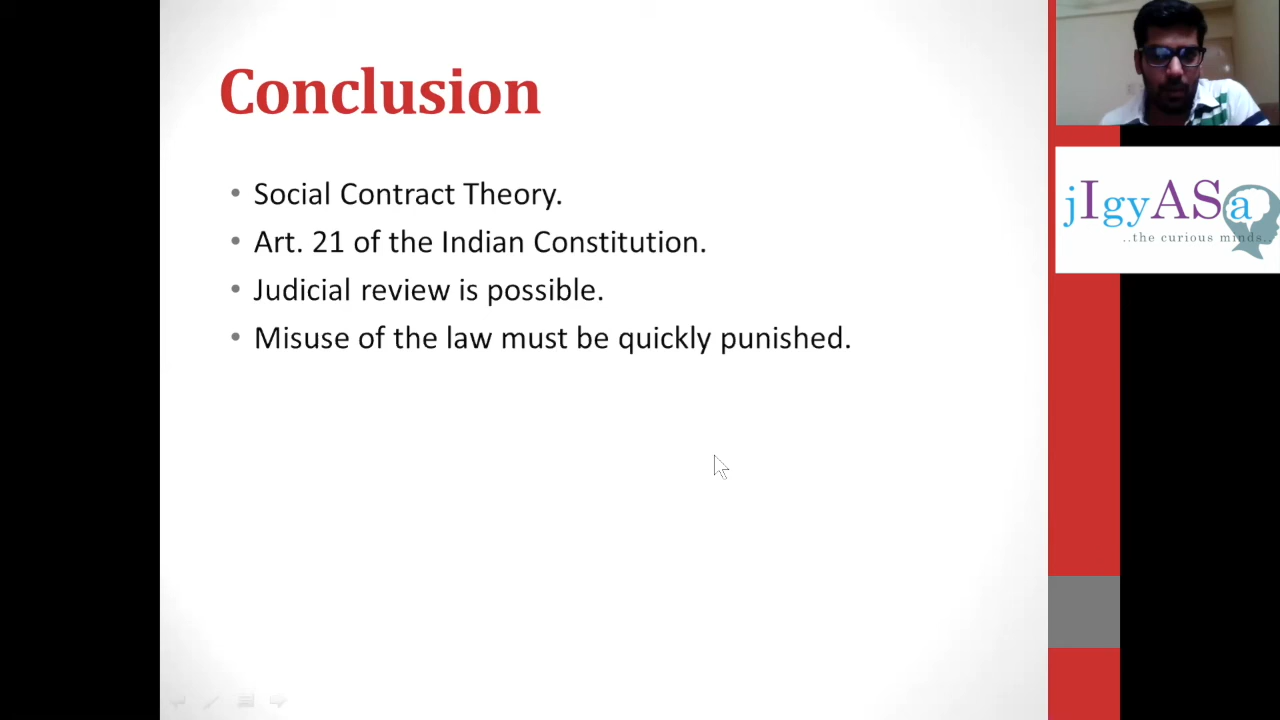 Conclusion
• Social Contract Theory.
• Art. 21 of the Indian Constitution.
• Judicial review is possible.
• Misuse of the law must be quickly punished.
jIgyASa
..the curious minds..